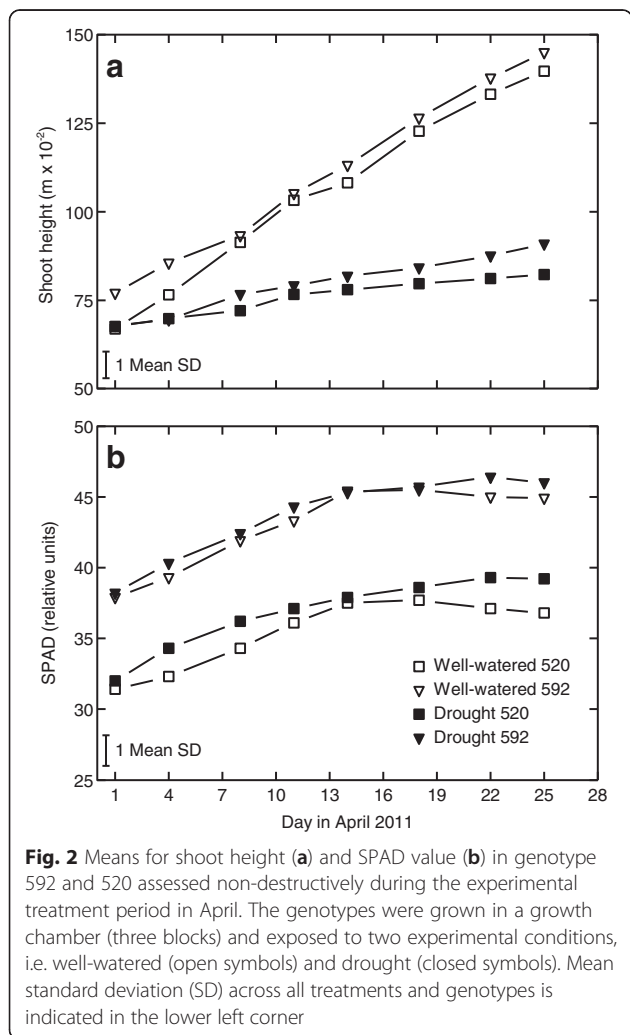 a
150
125
100
75
50
Shoot height (m x 10-2)
1 Mean SD
b
50
45
40
35
30
25
SPAD (relative units)
1 Mean SD
Well-watered 520
Well-watered 592
Drought 520
Drought 592
1 4 7 10 13 16 19 22 25 28
Day in April 2011
Fig. 2 Means for shoot height (a) and SPAD value (b) in genotype
592 and 520 assessed non-destructively during the experimental
treatment period in April. The genotypes were grown in a growth
chamber (three blocks) and exposed to two experimental conditions,
i.e. well-watered (open symbols) and drought (closed symbols). Mean
standard deviation (SD) across all treatments and genotypes is
indicated in the lower left corner